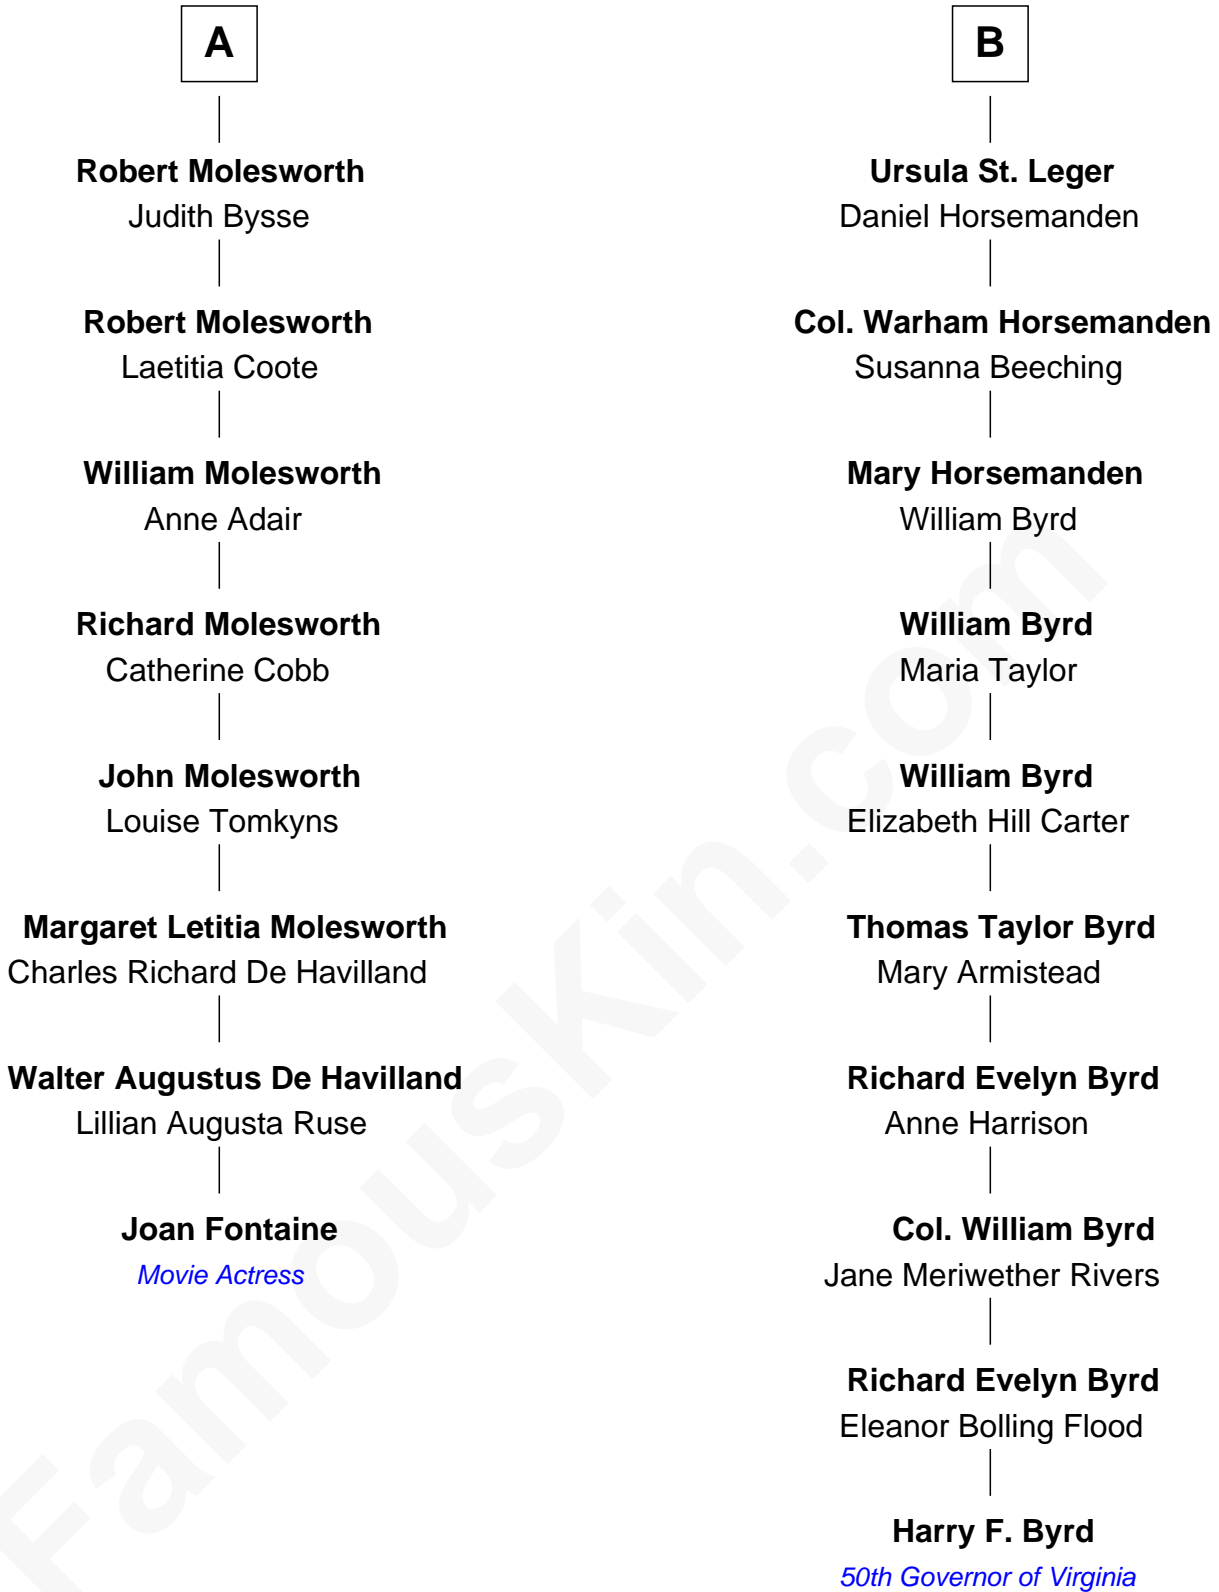 A
Robert Molesworth
Judith Bysse
Robert Molesworth
Laetitia Coote
William Molesworth
Anne Adair
Richard Molesworth
Catherine Cobb
John Molesworth
Louise Tomkyns
Margaret Letitia Molesworth
Charles Richard De Havilland
Walter Augustus De Havilland
Lillian Augusta Ruse
Joan Fontaine
Movie Actress
B
Ursula St. Leger
Daniel Horsemanden
Col. Warham Horsemanden
Susanna Beeching
Mary Horsemanden
William Byrd
William Byrd
Maria Taylor
William Byrd
Elizabeth Hill Carter
Thomas Taylor Byrd
Mary Armistead
Richard Evelyn Byrd
Anne Harrison
Col. William Byrd
Jane Meriwether Rivers
Richard Evelyn Byrd
Eleanor Bolling Flood
Harry F. Byrd
50th Governor of Virginia
FamousKin.com